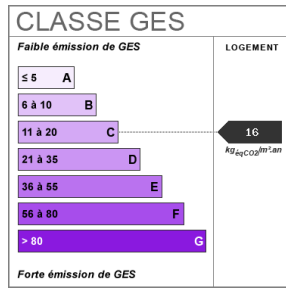 CLASSE GES
Faible émission de GES
LOGEMENT
≤ 5 A
6 à 10 B
11 à 20 C
16
kgéqCO2/m².an
21 à 35 D
36 à 55 E
56 à 80 F
> 80 G
Forte émission de GES